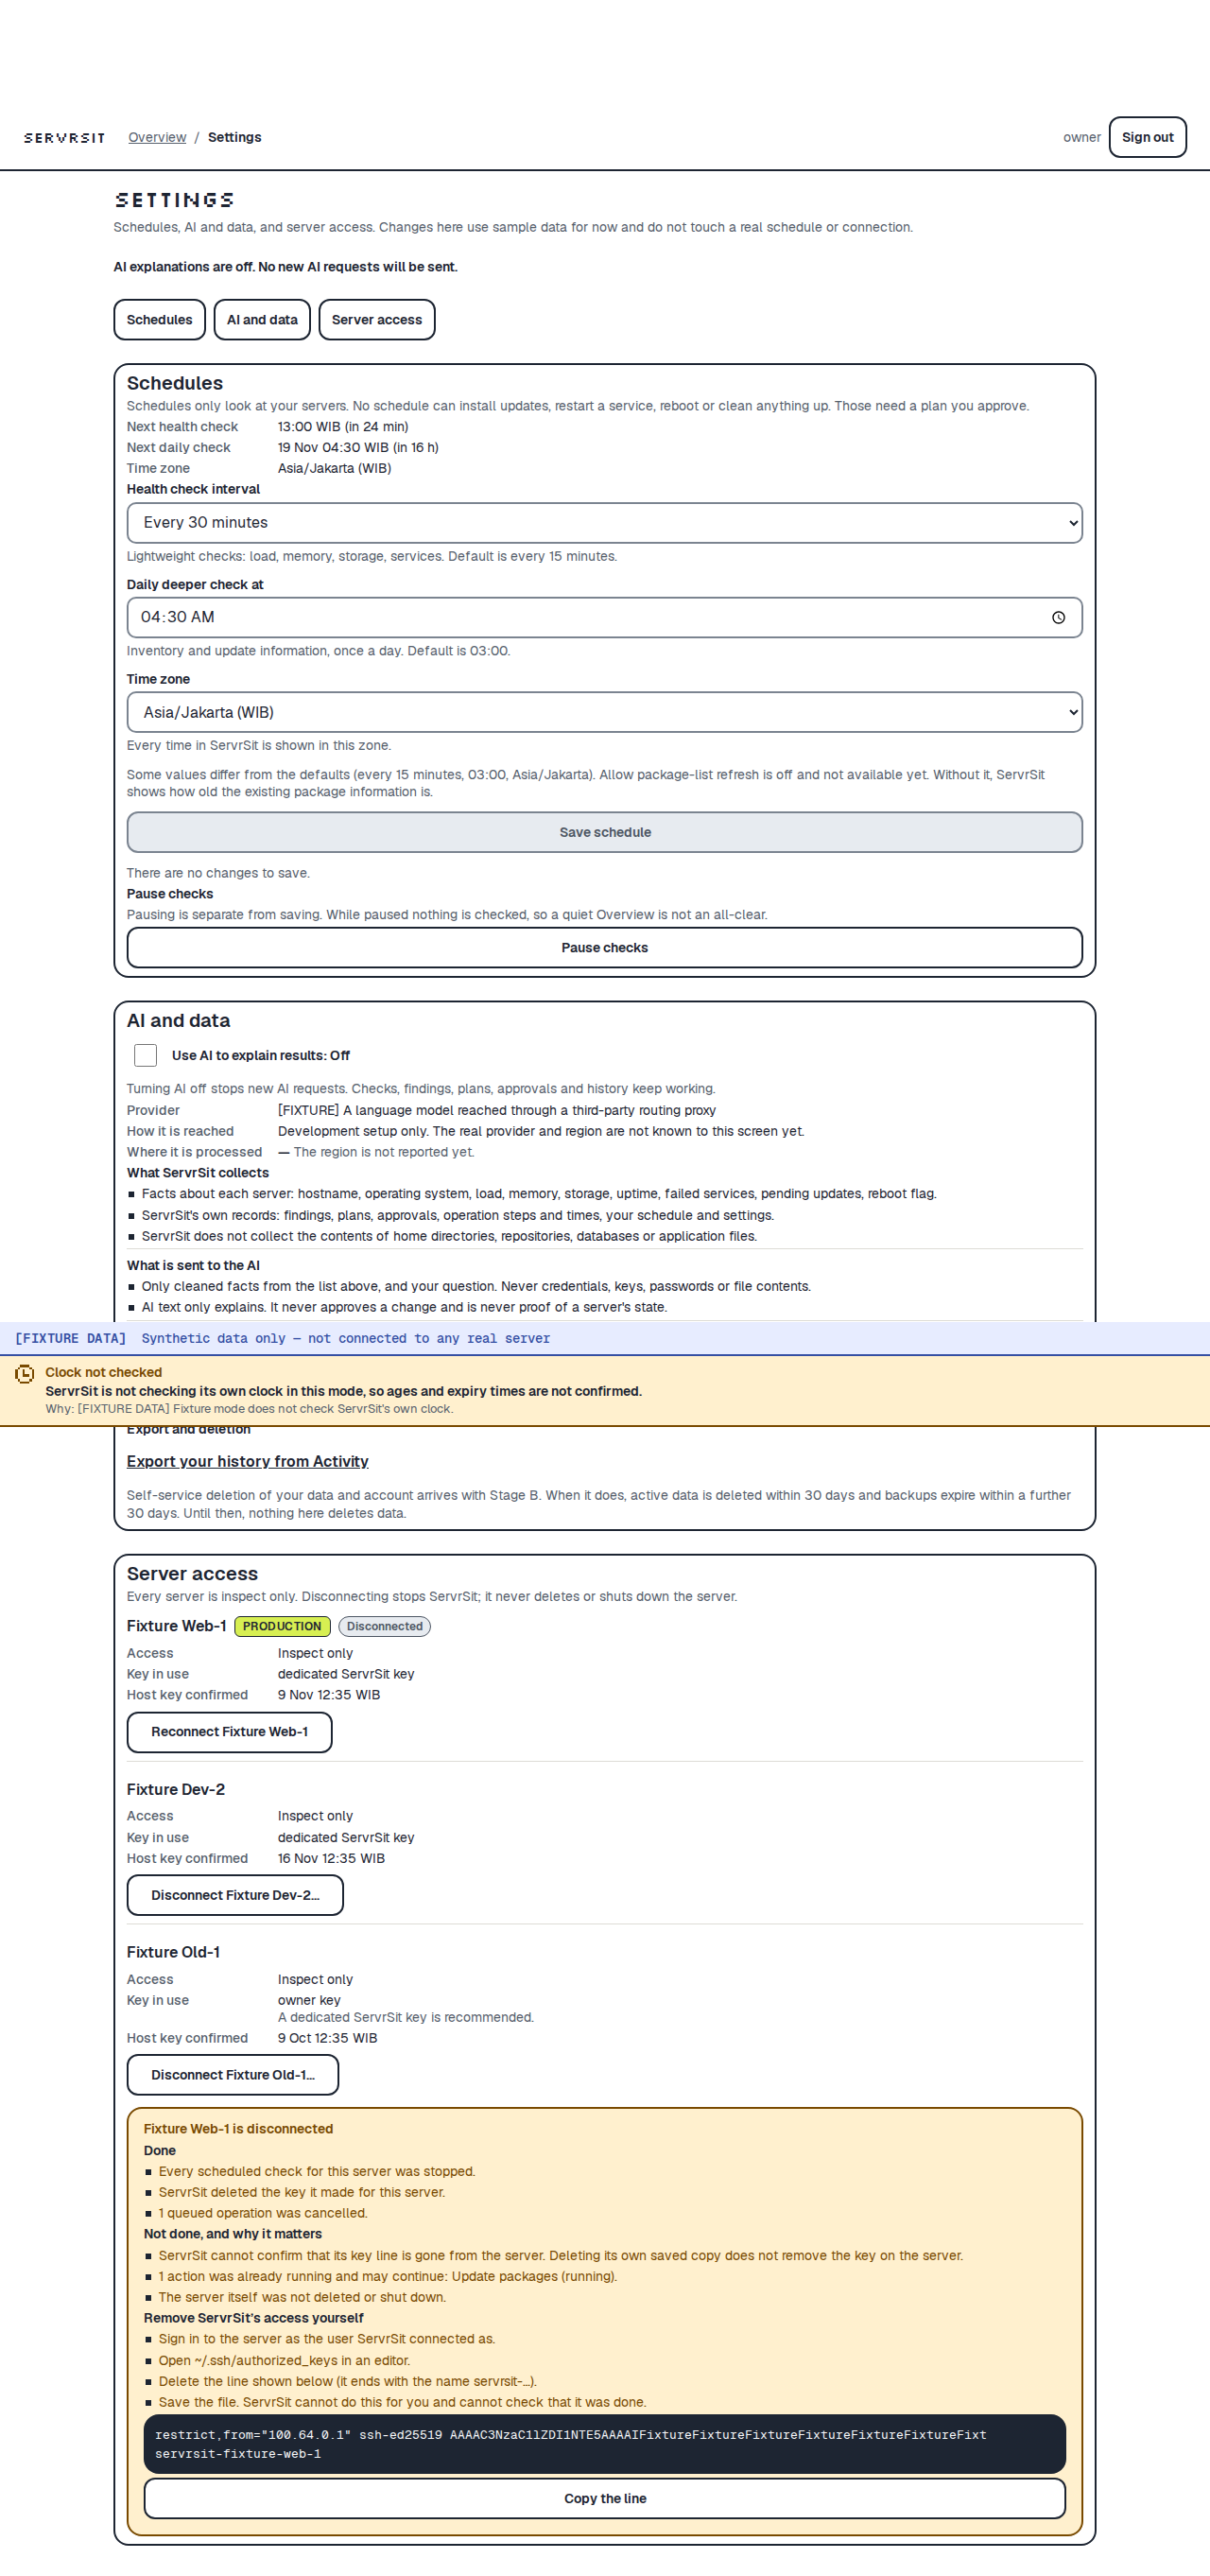 SERVRSIT Overview / Settings owner Sign out
SETTINGS
Schedules, AI and data, and server access. Changes here use sample data for now and do not touch a real schedule or connection.
AI explanations are off. No new AI requests will be sent.
Schedules AI and data Server access
Schedules
Schedules only look at your servers. No schedule can install updates, restart a service, reboot or clean anything up. Those need a plan you approve.
Next health check 13:00 WIB (in 24 min)
Next daily check 19 Nov 04:30 WIB (in 16 h)
Time zone Asia/Jakarta (WIB)
Health check interval
Every 30 minutes
Lightweight checks: load, memory, storage, services. Default is every 15 minutes.
Daily deeper check at
04:30 AM
Inventory and update information, once a day. Default is 03:00.
Time zone
Asia/Jakarta (WIB)
Every time in ServrSit is shown in this zone.
Some values differ from the defaults (every 15 minutes, 03:00, Asia/Jakarta). Allow package-list refresh is off and not available yet. Without it, ServrSit
shows how old the existing package information is.
Save schedule
There are no changes to save.
Pause checks
Pausing is separate from saving. While paused nothing is checked, so a quiet Overview is not an all-clear.
Pause checks
AI and data
Use AI to explain results: Off
Turning AI off stops new AI requests. Checks, findings, plans, approvals and history keep working.
Provider [FIXTURE] A language model reached through a third-party routing proxy
How it is reached Development setup only. The real provider and region are not known to this screen yet.
Where it is processed — The region is not reported yet.
What ServrSit collects
Facts about each server: hostname, operating system, load, memory, storage, uptime, failed services, pending updates, reboot flag.
ServrSit's own records: findings, plans, approvals, operation steps and times, your schedule and settings.
ServrSit does not collect the contents of home directories, repositories, databases or application files.
What is sent to the AI
Only cleaned facts from the list above, and your question. Never credentials, keys, passwords or file contents.
AI text only explains. It never approves a change and is never proof of a server's state.
[FIXTURE DATA] Synthetic data only — not connected to any real server
Clock not checked
ServrSit is not checking its own clock in this mode, so ages and expiry times are not confirmed.
Why: [FIXTURE DATA] Fixture mode does not check ServrSit's own clock.
Export and deletion
Export your history from Activity
Self-service deletion of your data and account arrives with Stage B. When it does, active data is deleted within 30 days and backups expire within a further
30 days. Until then, nothing here deletes data.
Server access
Every server is inspect only. Disconnecting stops ServrSit; it never deletes or shuts down the server.
Fixture Web-1 PRODUCTION Disconnected
Access Inspect only
Key in use dedicated ServrSit key
Host key confirmed 9 Nov 12:35 WIB
Reconnect Fixture Web-1
Fixture Dev-2
Access Inspect only
Key in use dedicated ServrSit key
Host key confirmed 16 Nov 12:35 WIB
Disconnect Fixture Dev-2…
Fixture Old-1
Access Inspect only
Key in use owner key
A dedicated ServrSit key is recommended.
Host key confirmed 9 Oct 12:35 WIB
Disconnect Fixture Old-1…
Fixture Web-1 is disconnected
Done
Every scheduled check for this server was stopped.
ServrSit deleted the key it made for this server.
1 queued operation was cancelled.
Not done, and why it matters
ServrSit cannot confirm that its key line is gone from the server. Deleting its own saved copy does not remove the key on the server.
1 action was already running and may continue: Update packages (running).
The server itself was not deleted or shut down.
Remove ServrSit's access yourself
Sign in to the server as the user ServrSit connected as.
Open ~/.ssh/authorized_keys in an editor.
Delete the line shown below (it ends with the name servrsit-…).
Save the file. ServrSit cannot do this for you and cannot check that it was done.
restrict,from="100.64.0.1" ssh-ed25519 AAAAC3NzaC1lZDI1NTE5AAAAIFixtureFixtureFixtureFixtureFixtureFixtureFixt
servrsit-fixture-web-1
Copy the line